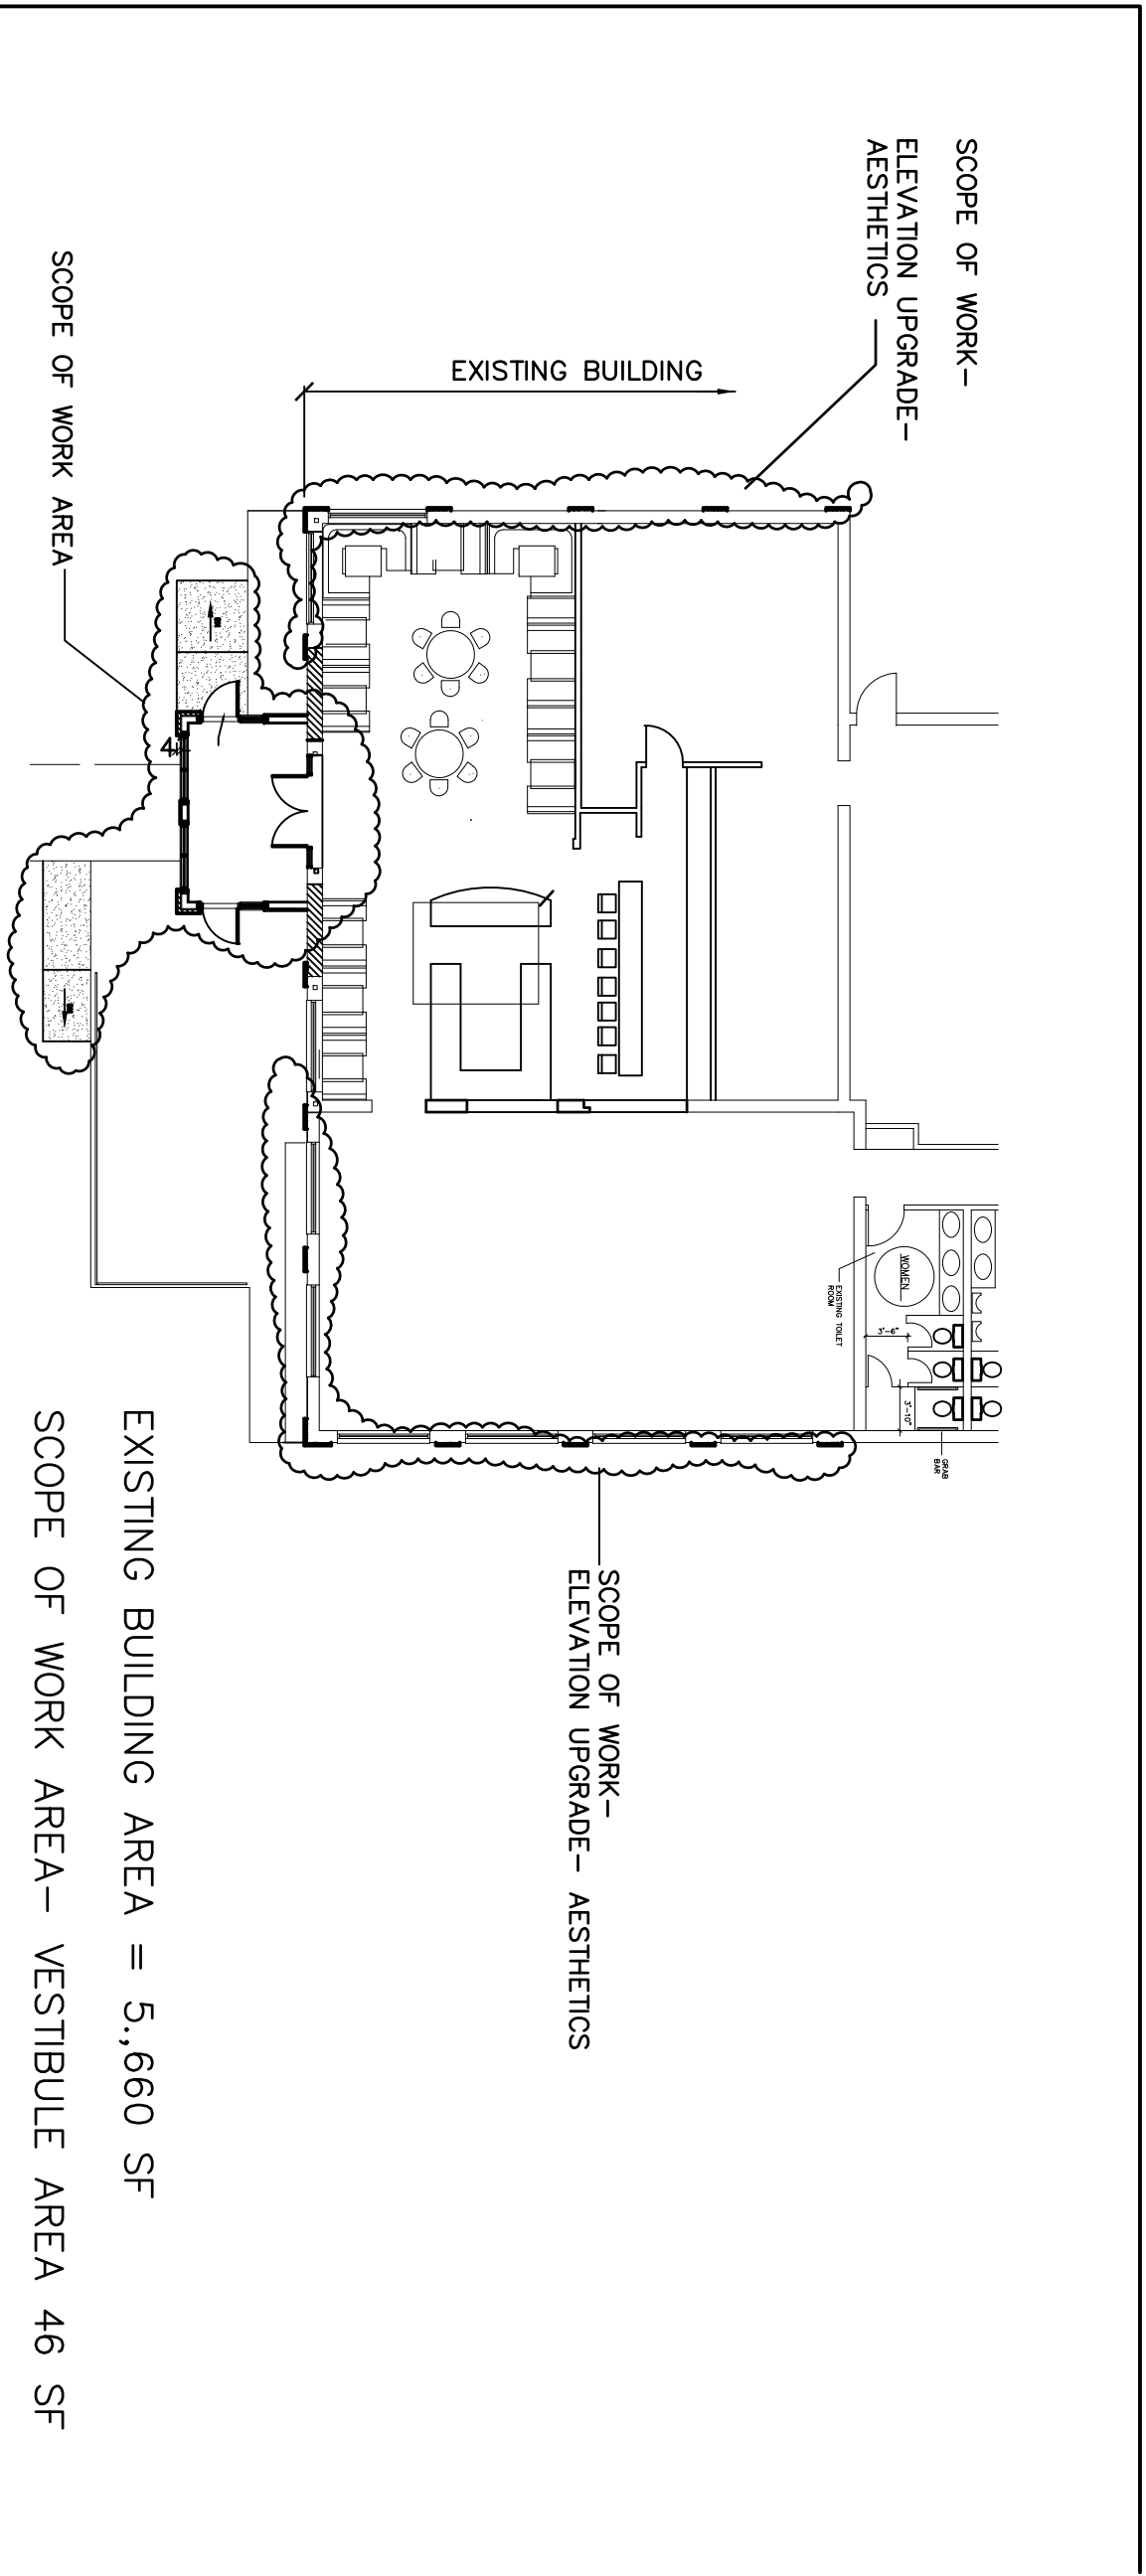 SCOPE OF WORK-
ELEVATION UPGRADE-
AESTHETICS
EXISTING BUILDING
SCOPE OF WORK AREA
DN
DN
WOMEN
EXISTING TOILET
ROOM
3'-6"
3'-10"
GRAB
BAR
SCOPE OF WORK-
ELEVATION UPGRADE- AESTHETICS
EXISTING BUILDING AREA = 5.,660 SF
SCOPE OF WORK AREA- VESTIBULE AREA 46 SF